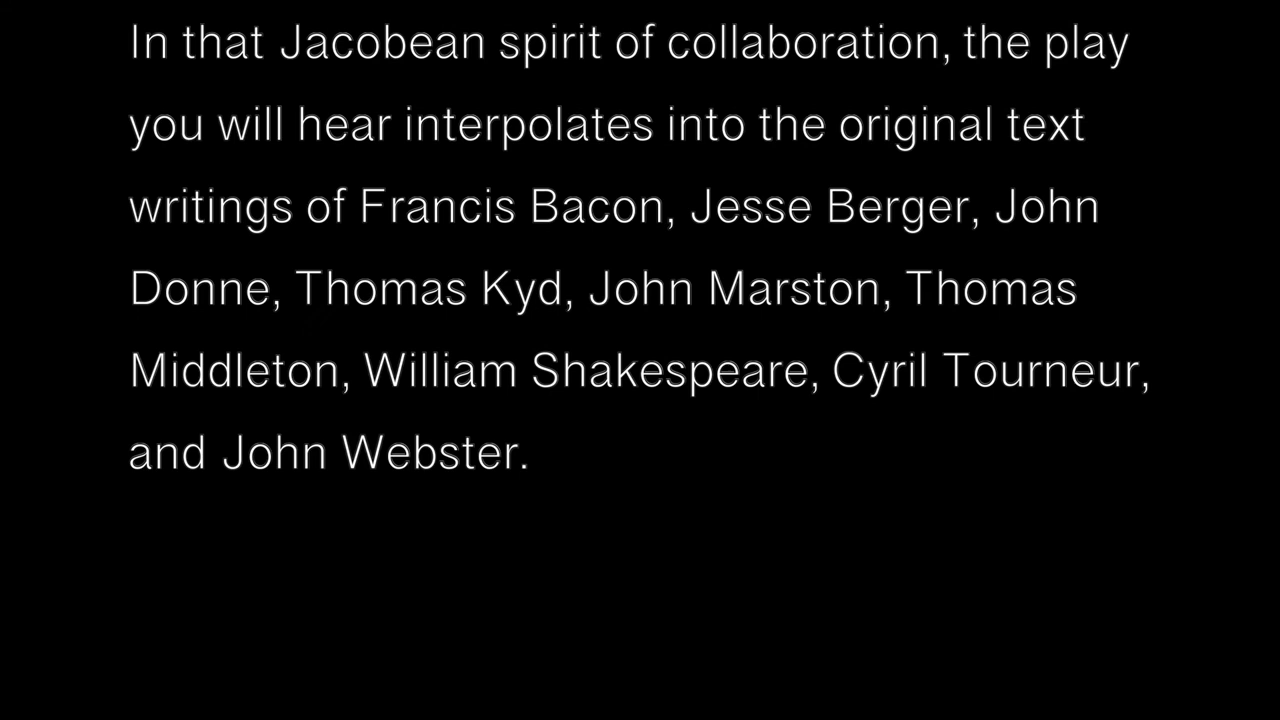 In that Jacobean spirit of collaboration, the play
you will hear interpolates into the original text
writings of Francis Bacon, Jesse Berger, John
Donne, Thomas Kyd, John Marston, Thomas
Middleton, William Shakespeare, Cyril Tourneur,
and John Webster.